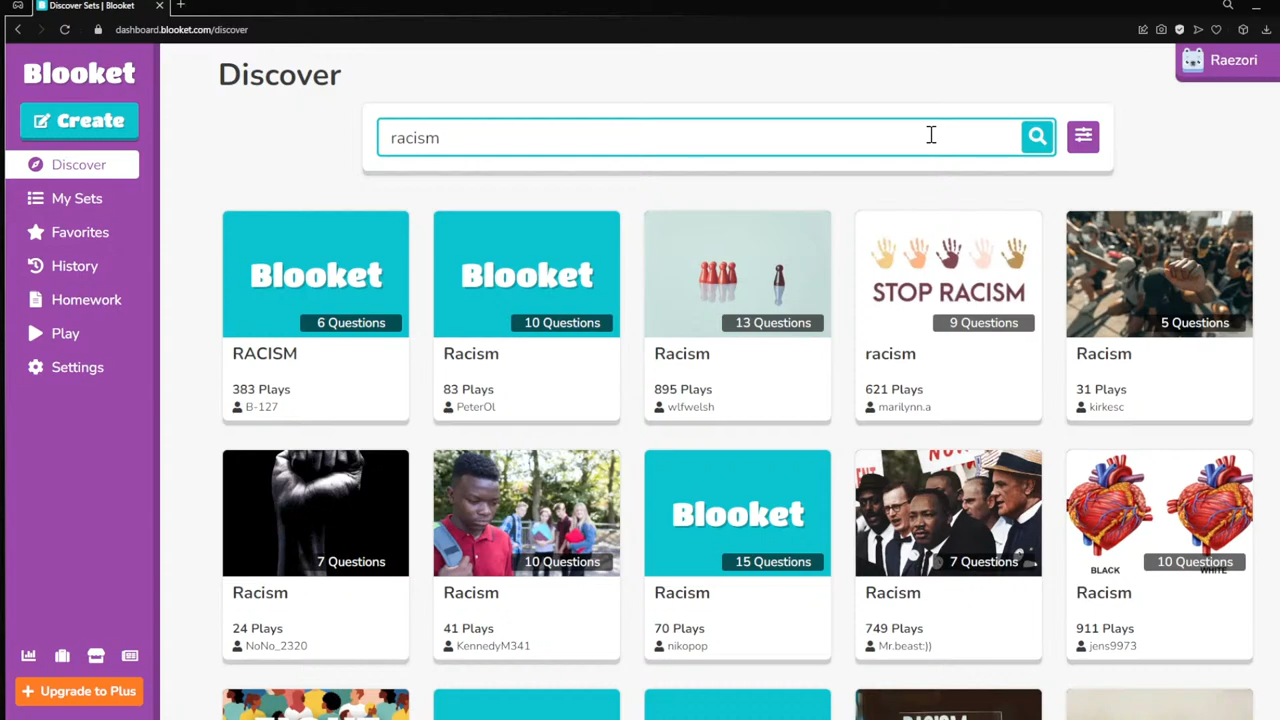 Discover Sets | Blooket
dashboard.blooket.com/discover
Blooket
Create
Discover
My Sets
Favorites
History
Homework
Play
Settings
Upgrade to Plus
Raezori
Discover
racism
Blooket
6 Questions
RACISM
383 Plays
B-127
Blooket
10 Questions
Racism
83 Plays
PeterOl
13 Questions
Racism
895 Plays
wlfwelsh
STOP RACISM
9 Questions
racism
621 Plays
marilynn.a
5 Questions
Racism
31 Plays
kirkesc
7 Questions
Racism
24 Plays
NoNo_2320
10 Questions
Racism
41 Plays
KennedyM341
Blooket
15 Questions
Racism
70 Plays
nikopop
7 Questions
Racism
749 Plays
Mr.beast:))
BLACK
WHITE
10 Questions
Racism
911 Plays
jens9973
RACISM